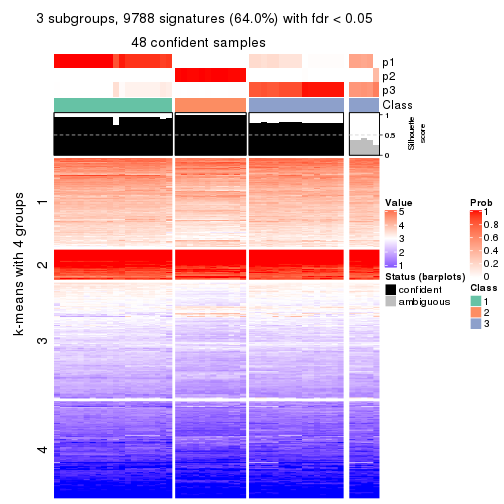 3 subgroups, 9788 signatures (64.0%) with fdr < 0.05
48 confident samples
p1
p2
p3
Class
1
0.5
0
Silhouette
score
k-means with 4 groups
1
2
3
4
Value
5
4
3
2
1
Status (barplots)
confident
ambiguous
Prob
1
0.8
0.6
0.4
0.2
0
Class
1
2
3